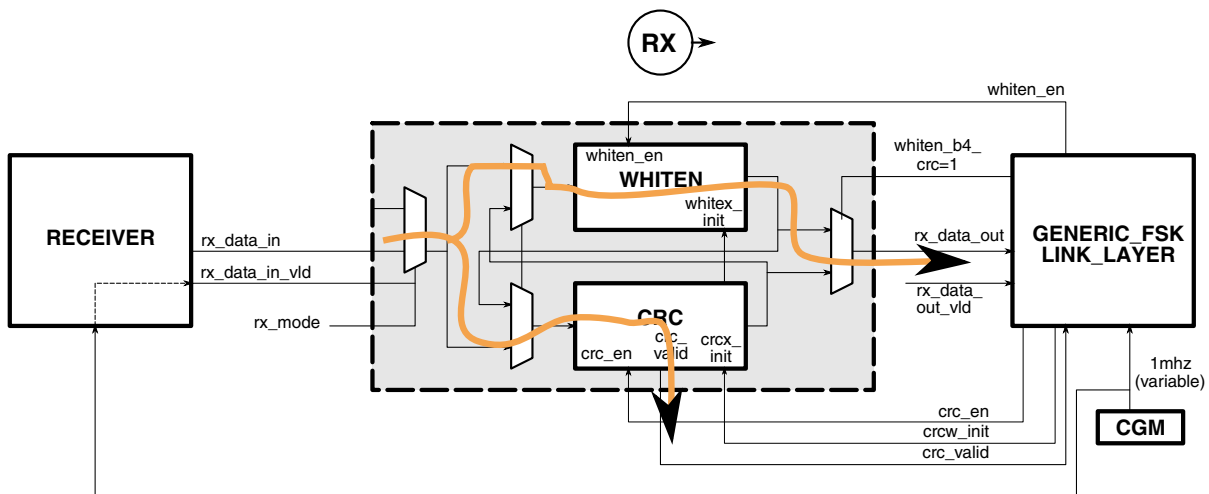 RX
whiten_en
whiten_b4_
crc=1
whiten_en
WHITEN
whitex_
init
RECEIVER
rx_data_in
rx_data_in_vld
rx_mode
rx_data_out
rx_data_
out_vld
GENERIC_FSK
LINK_LAYER
CRC
crc_
valid
crc_en
crcx_
init
1mhz
(variable)
crc_en
crcw_init
crc_valid
CGM